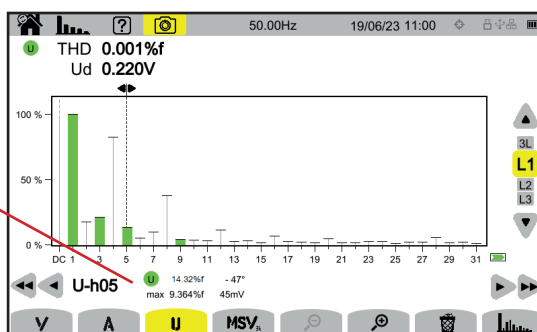 ?
50.00Hz
19/06/23 11:00
U THD 0.001%f
Ud 0.220V
100 %
50 %
0 %
DC 1 3 5 7 9 11 13 15 17 19 21 23 25 27 29 31
3L
L1
L2
L3
U-h05
U 14.32%f - 47°
max 9.364%f 45mV
V A U MSV 3L